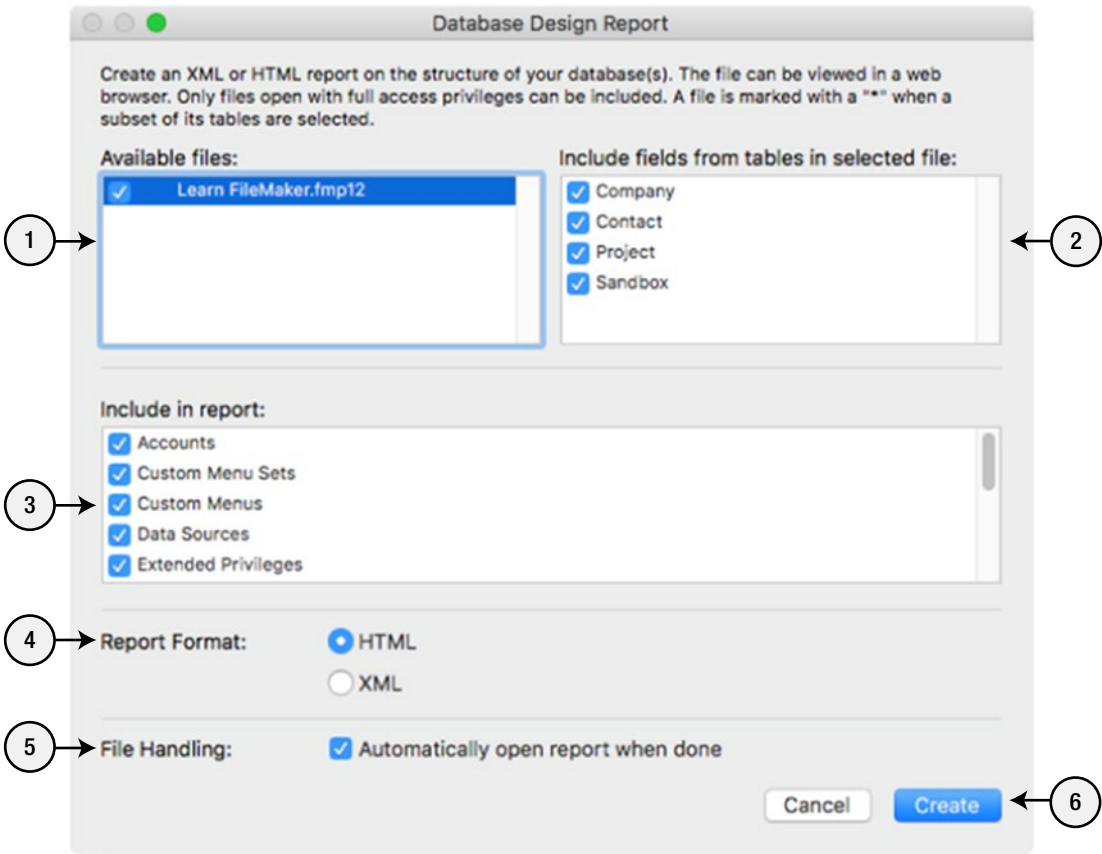 Database Design Report
Create an XML or HTML report on the structure of your database(s). The file can be viewed in a web
browser. Only files open with full access privileges can be included. A file is marked with a "*" when a
subset of its tables are selected.
Available files:
Include fields from tables in selected file:
Learn FileMaker.fmp12
Company
Contact
Project
Sandbox
1
2
Include in report:
Accounts
Custom Menu Sets
Custom Menus
Data Sources
Extended Privileges
3
4
Report Format:
HTML
XML
5
File Handling:
Automatically open report when done
Cancel
Create
6